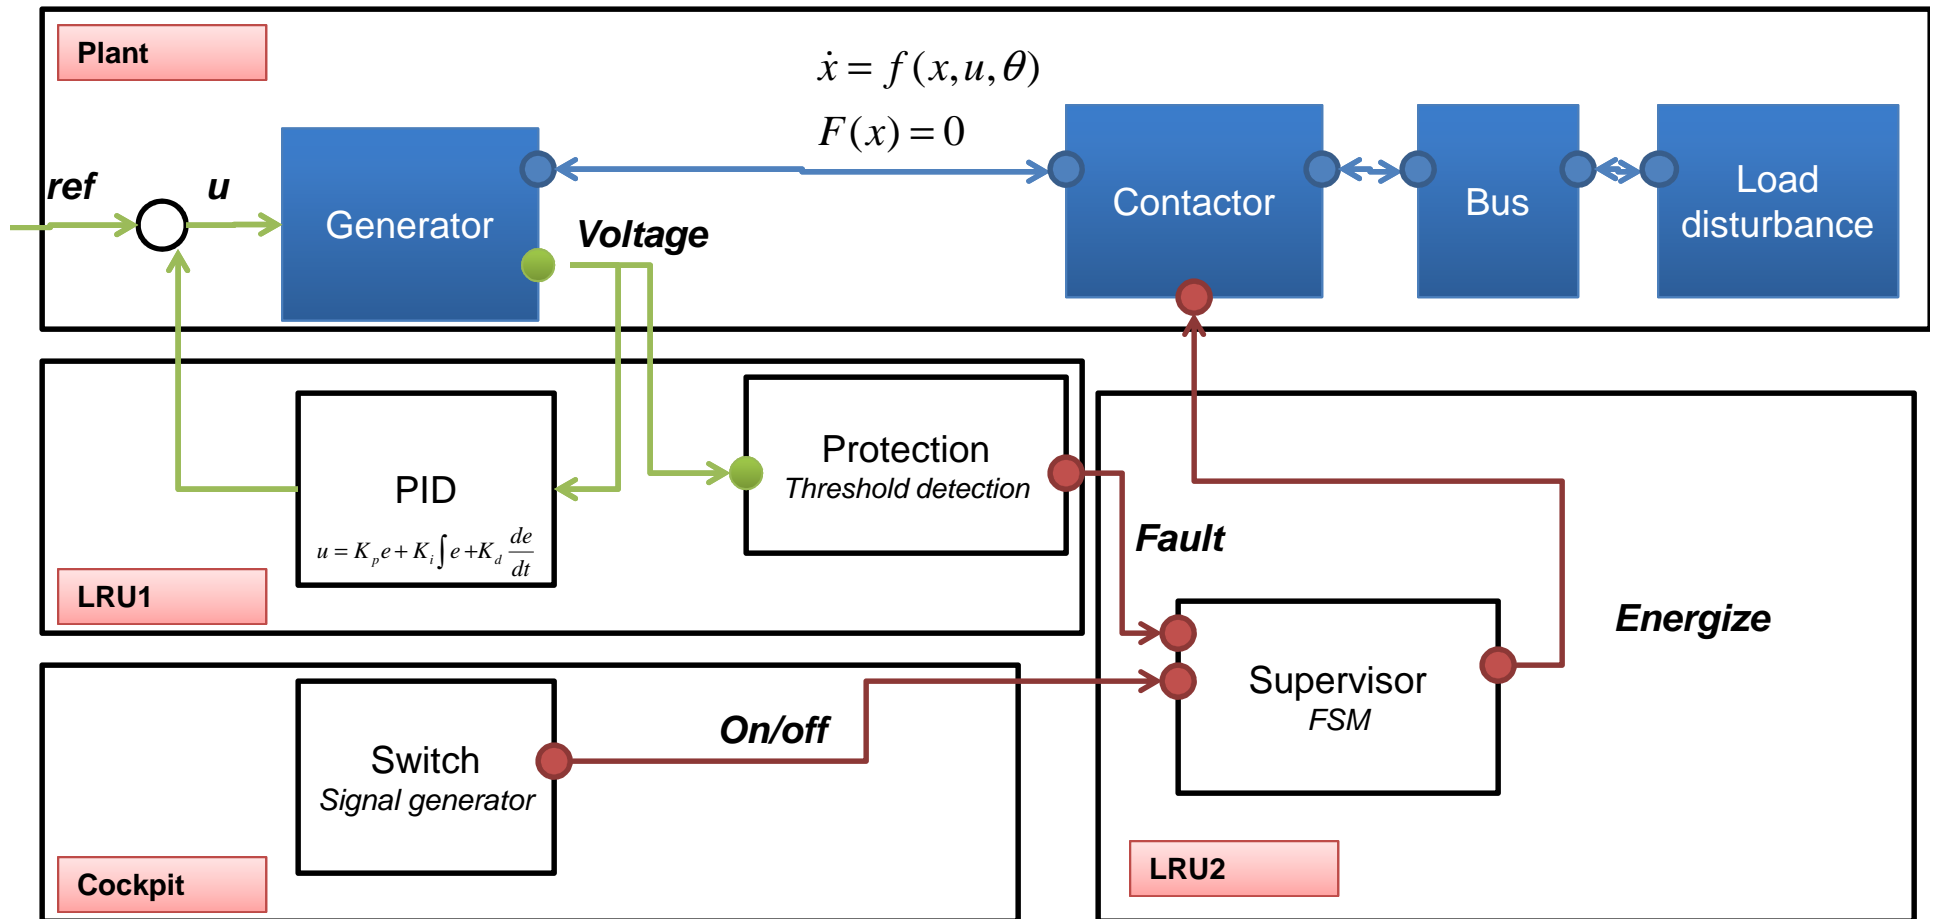 Plant
ẋ = f(x,u,θ)
F(x) = 0
ref
u
Generator
Voltage
Contactor
Bus
Load
disturbance
PID
u = K_p e + K_i ∫ e + K_d de/dt
Protection
Threshold detection
LRU1
Fault
Energize
Supervisor
FSM
On/off
Switch
Signal generator
Cockpit
LRU2